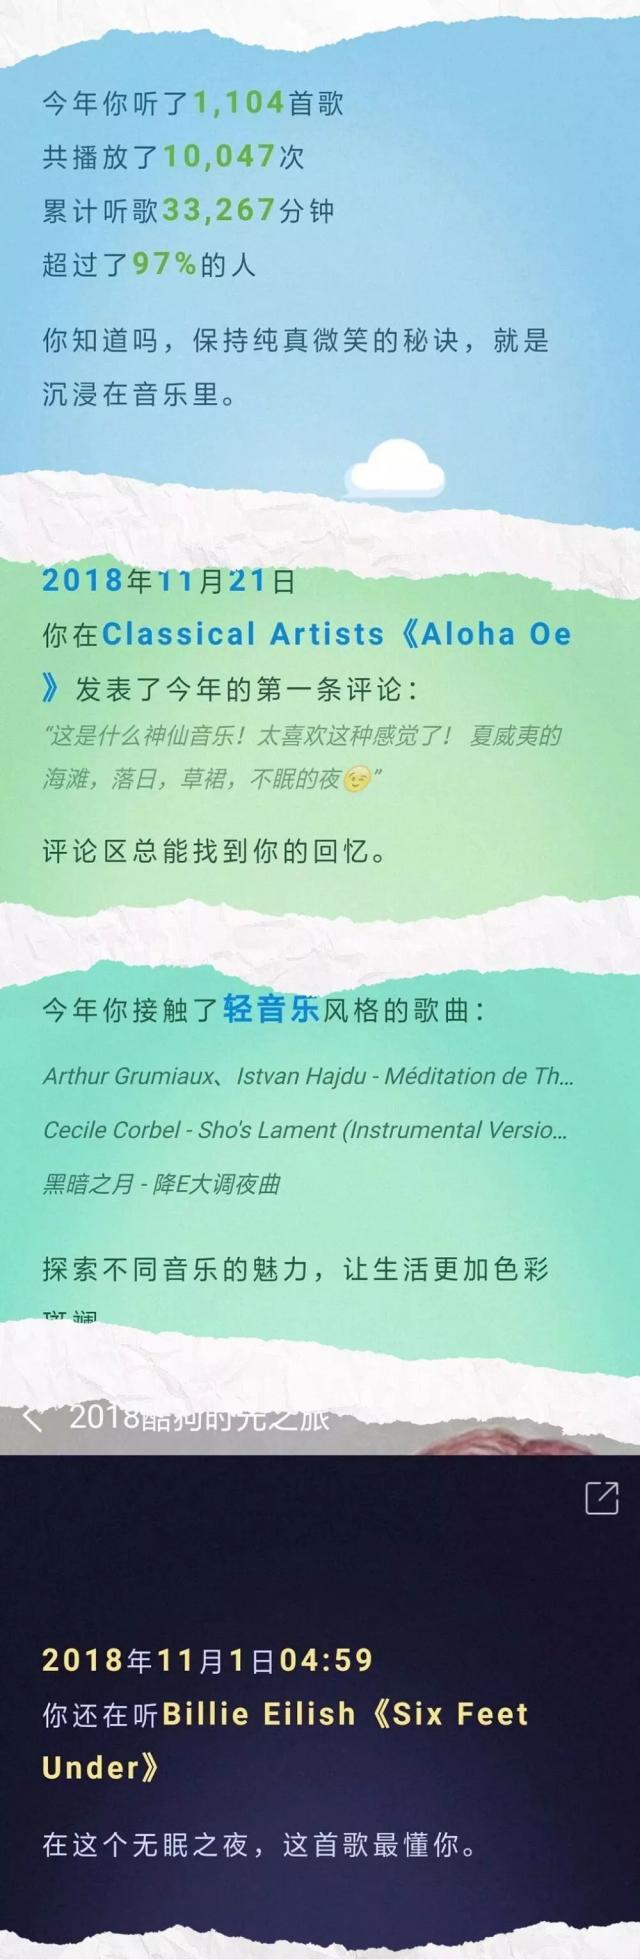 今年你听了1,104首歌
共播放了10,047次
累计听歌33,267分钟
超过了97%的人
你知道吗，保持纯真微笑的秘诀，就是
沉浸在音乐里。
2018年11月21日
你在Classical Artists《Aloha Oe
》发表了今年的第一条评论：
“这是什么神仙音乐！太喜欢这种感觉了！ 夏威夷的
海滩，落日，草裙，不眠的夜😉”
评论区总能找到你的回忆。
今年你接触了轻音乐风格的歌曲：
Arthur Grumiaux、Istvan Hajdu - Méditation de Th...
Cecile Corbel - Sho's Lament (Instrumental Versio...
黑暗之月 - 降E大调夜曲
探索不同音乐的魅力，让生活更加色彩
斑斓
2018酷狗时光之旅
2018年11月1日04:59
你还在听Billie Eilish《Six Feet
Under》
在这个无眠之夜，这首歌最懂你。